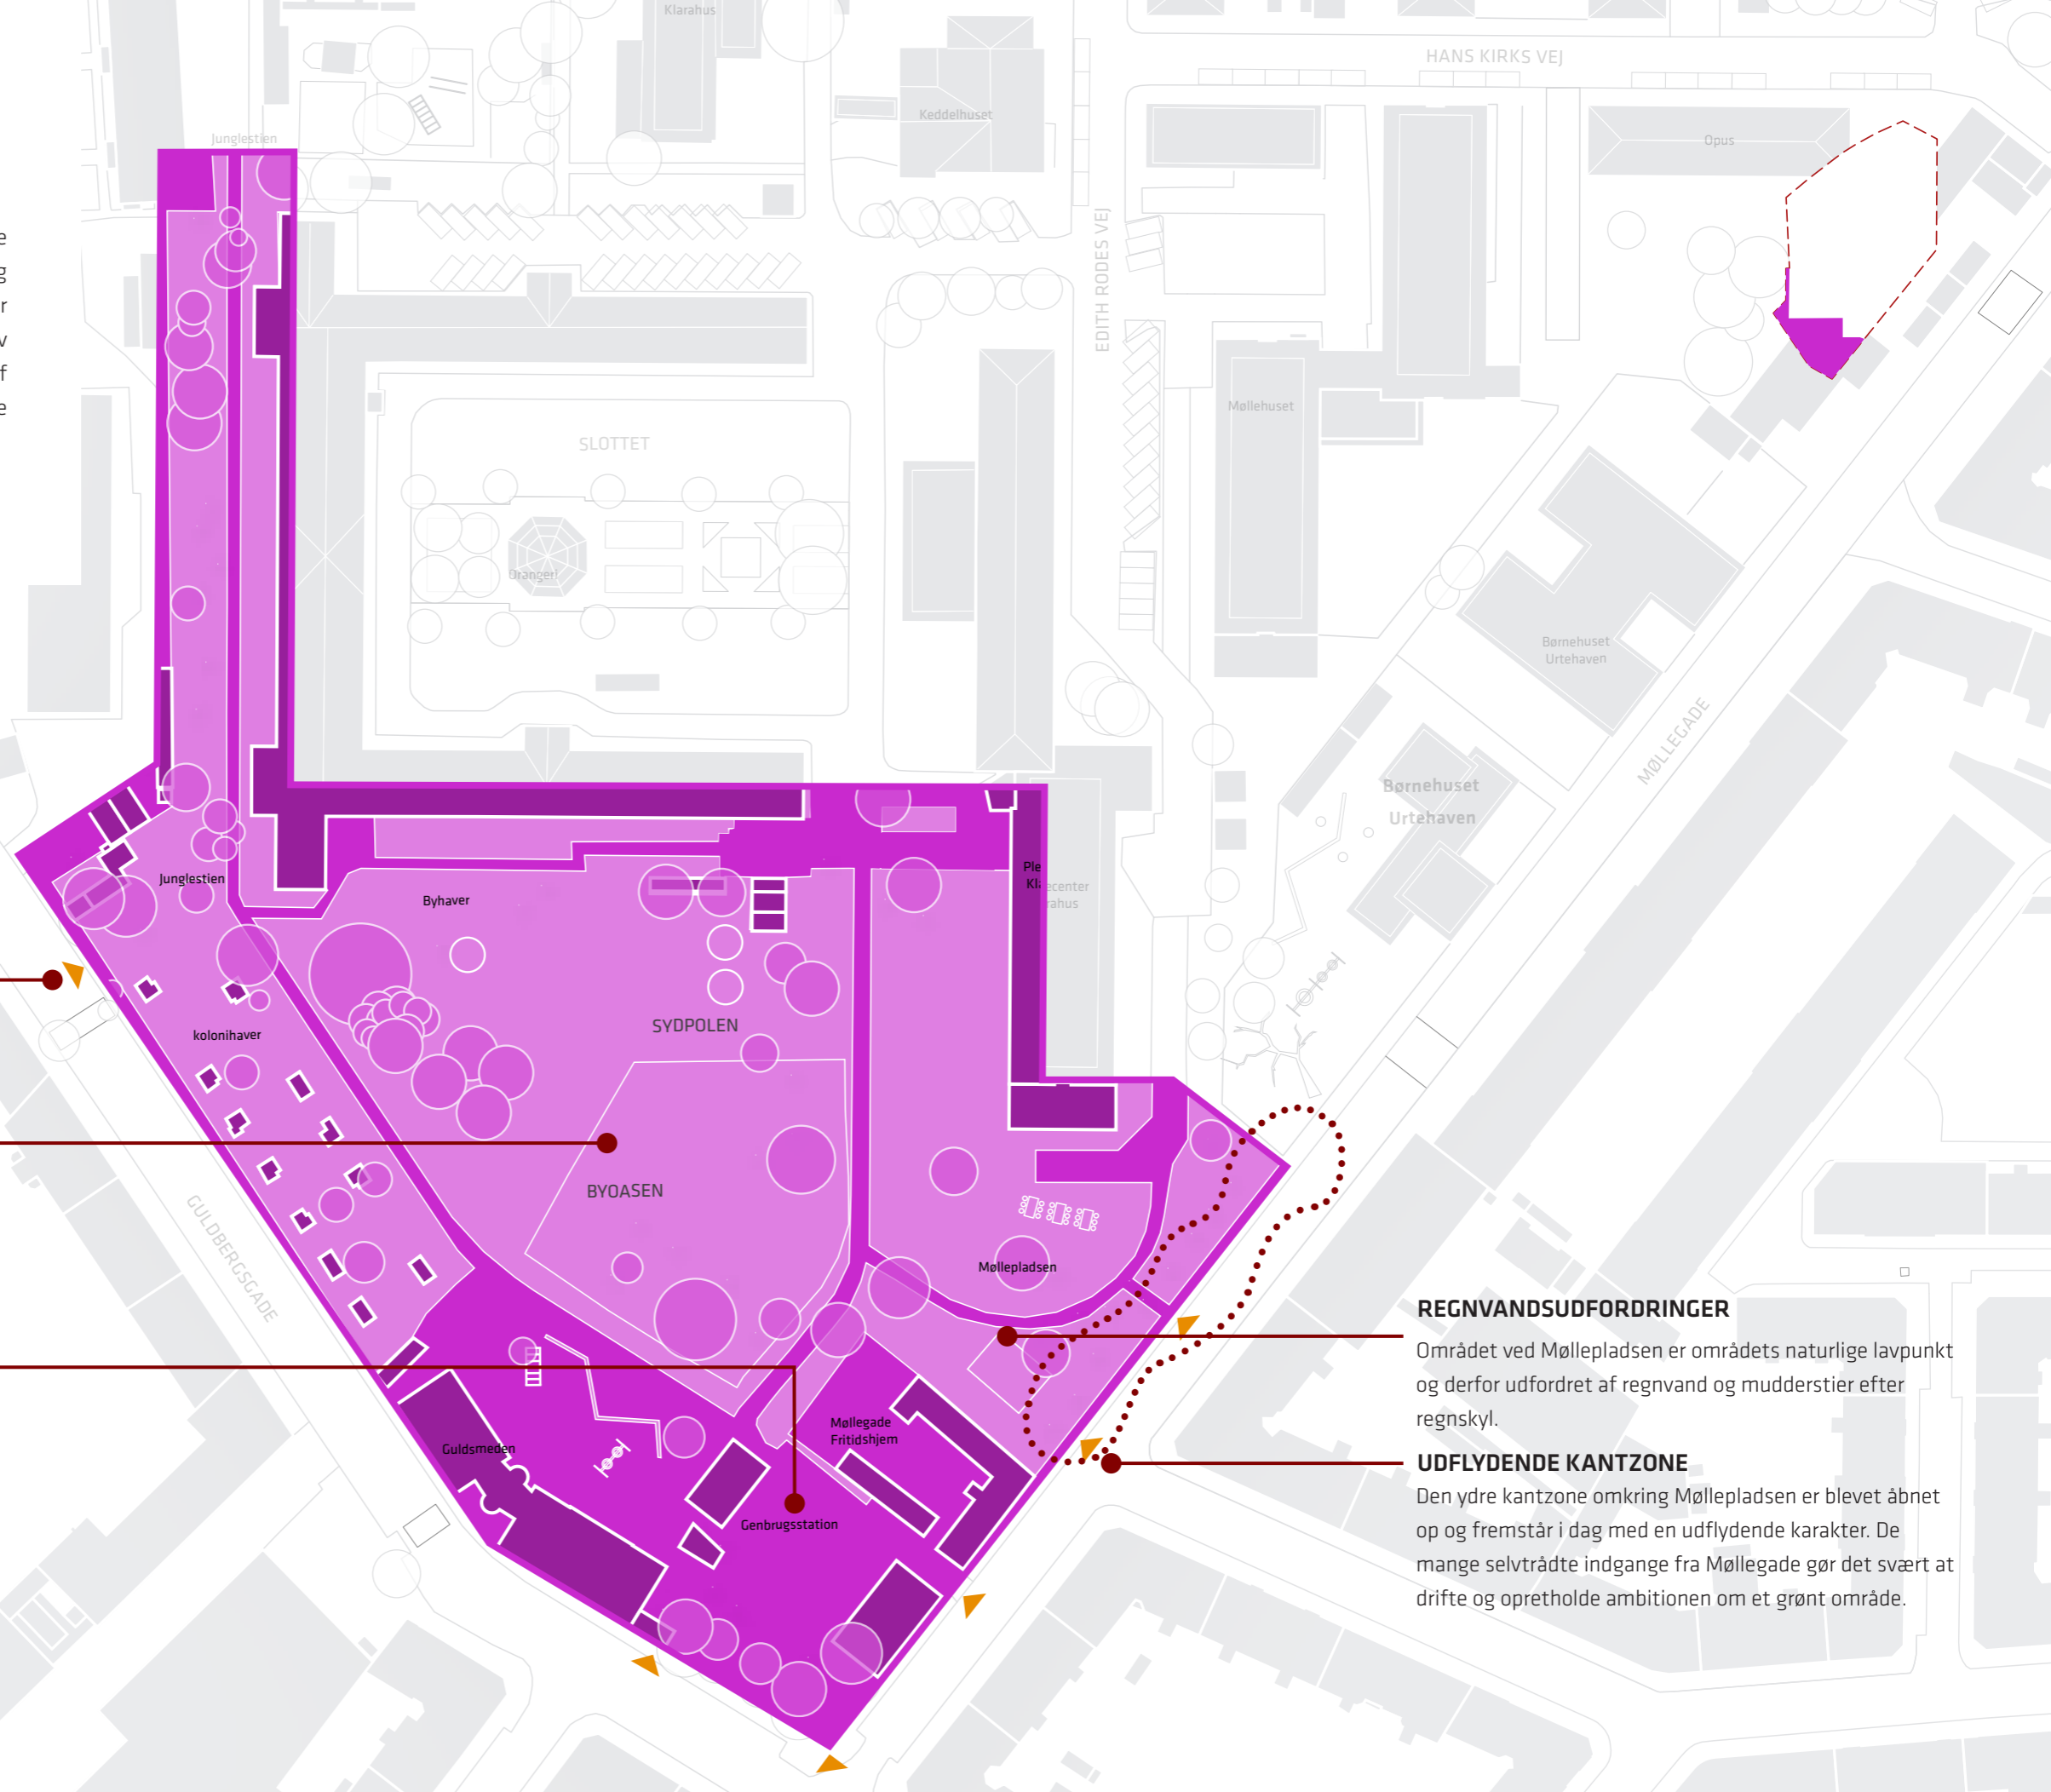 Klarahus
HANS KIRKS VEJ
Keddelhuset
Junglestien
Opus
e
g
r
v
f
e
EDITH RODES VEJ
Møllehuset
SLOTTET
Orangeri
Børnehuset
Urtehaven
MØLLEGADE
Børnehuset
Urtehaven
Ple ecenter
Kla rahus
Junglestien
Byhaver
SYDPOLEN
kolonihaver
BYOASEN
GULDBERGSGADE
Møllepladsen
Møllegade
Fritidshjem
Guldsmeden
Genbrugsstation
REGNVANDSUDFORDRINGER
Området ved Møllepladsen er områdets naturlige lavpunkt
og derfor udfordret af regnvand og mudderstier efter
regnskyl.
UDFLYDENDE KANTZONE
Den ydre kantzone omkring Møllepladsen er blevet åbnet
op og fremstår i dag med en udflydende karakter. De
mange selvtrådte indgange fra Møllegade gør det svært at
drifte og opretholde ambitionen om et grønt område.